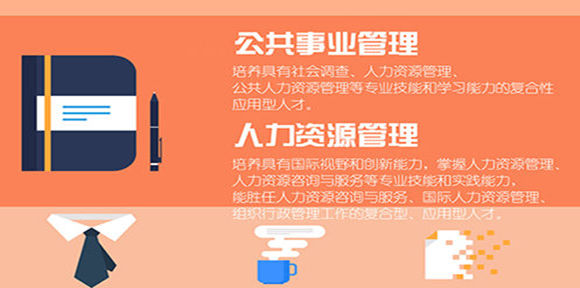 公共事业管理
培养具有社会调查、人力资源管理、
公共人力资源管理等专业技能和学习能力的复合性
应用型人才。
人力资源管理
培养具有国际视野和创新能力，掌握人力资源管理、
人力资源咨询与服务等专业技能和实践能力，
能胜任人力资源咨询与服务、国际人力资源管理、
组织行政管理工作的复合型、应用型人才。